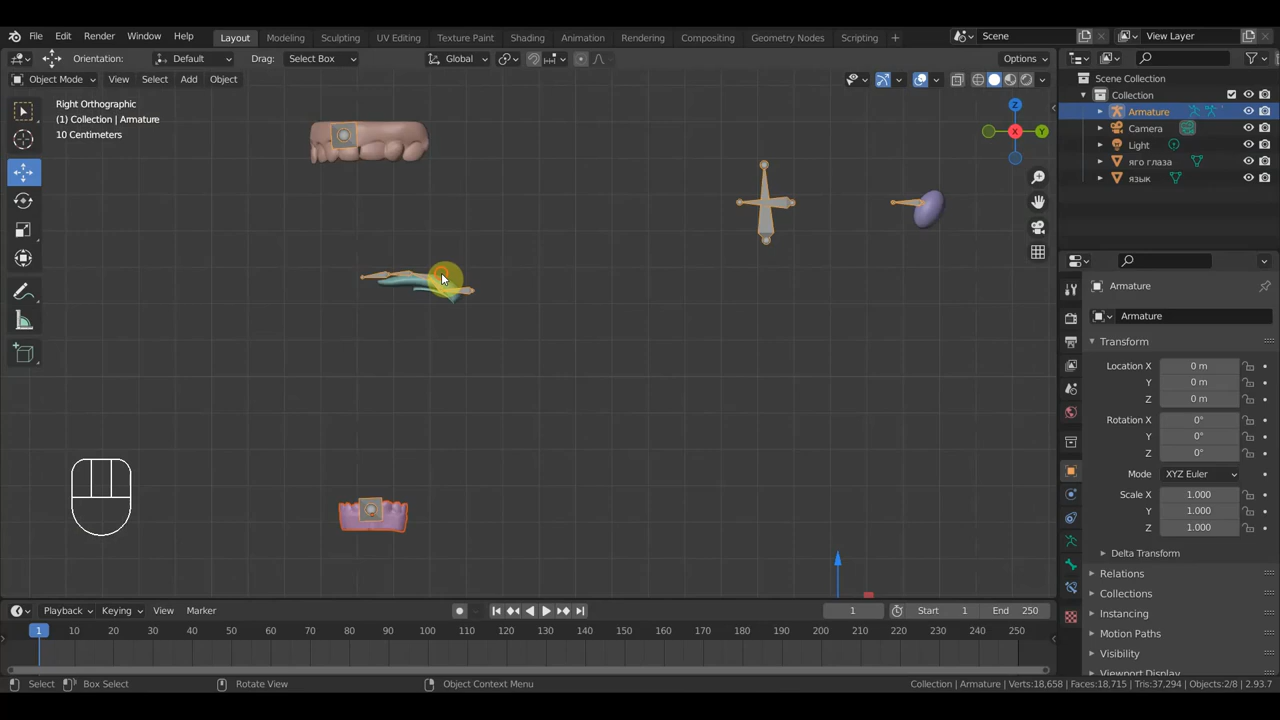 File Edit Render Window Help Layout Modeling Sculpting UV Editing Texture Paint Shading Animation Rendering Compositing Geometry Nodes Scripting + Scene View Layer
Orientation: Default Drag: Select Box Global Options
Object Mode View Select Add Object
Scene Collection
Collection
Armature
Camera
Light
яго глаза
язык
Right Orthographic
(1) Collection | Armature
10 Centimeters
Z
Y
X
Armature
Armature
Transform
Location X 0 m
Y 0 m
Z 0 m
Rotation X 0°
Y 0°
Z 0°
Mode XYZ Euler
Scale X 1.000
Y 1.000
Z 1.000
Delta Transform
Relations
Collections
Instancing
Motion Paths
Visibility
Viewport Display
Playback Keying View Marker 1 Start 1 End 250
1 10 20 30 40 50 60 70 80 90 100 110 120 130 140 150 160 170 180 190 200 210 220 230 240 250
Select Box Select Rotate View Object Context Menu Collection | Armature | Verts:18,658 | Faces:18,715 | Tris:37,294 | Objects:2/8 | 2.93.7